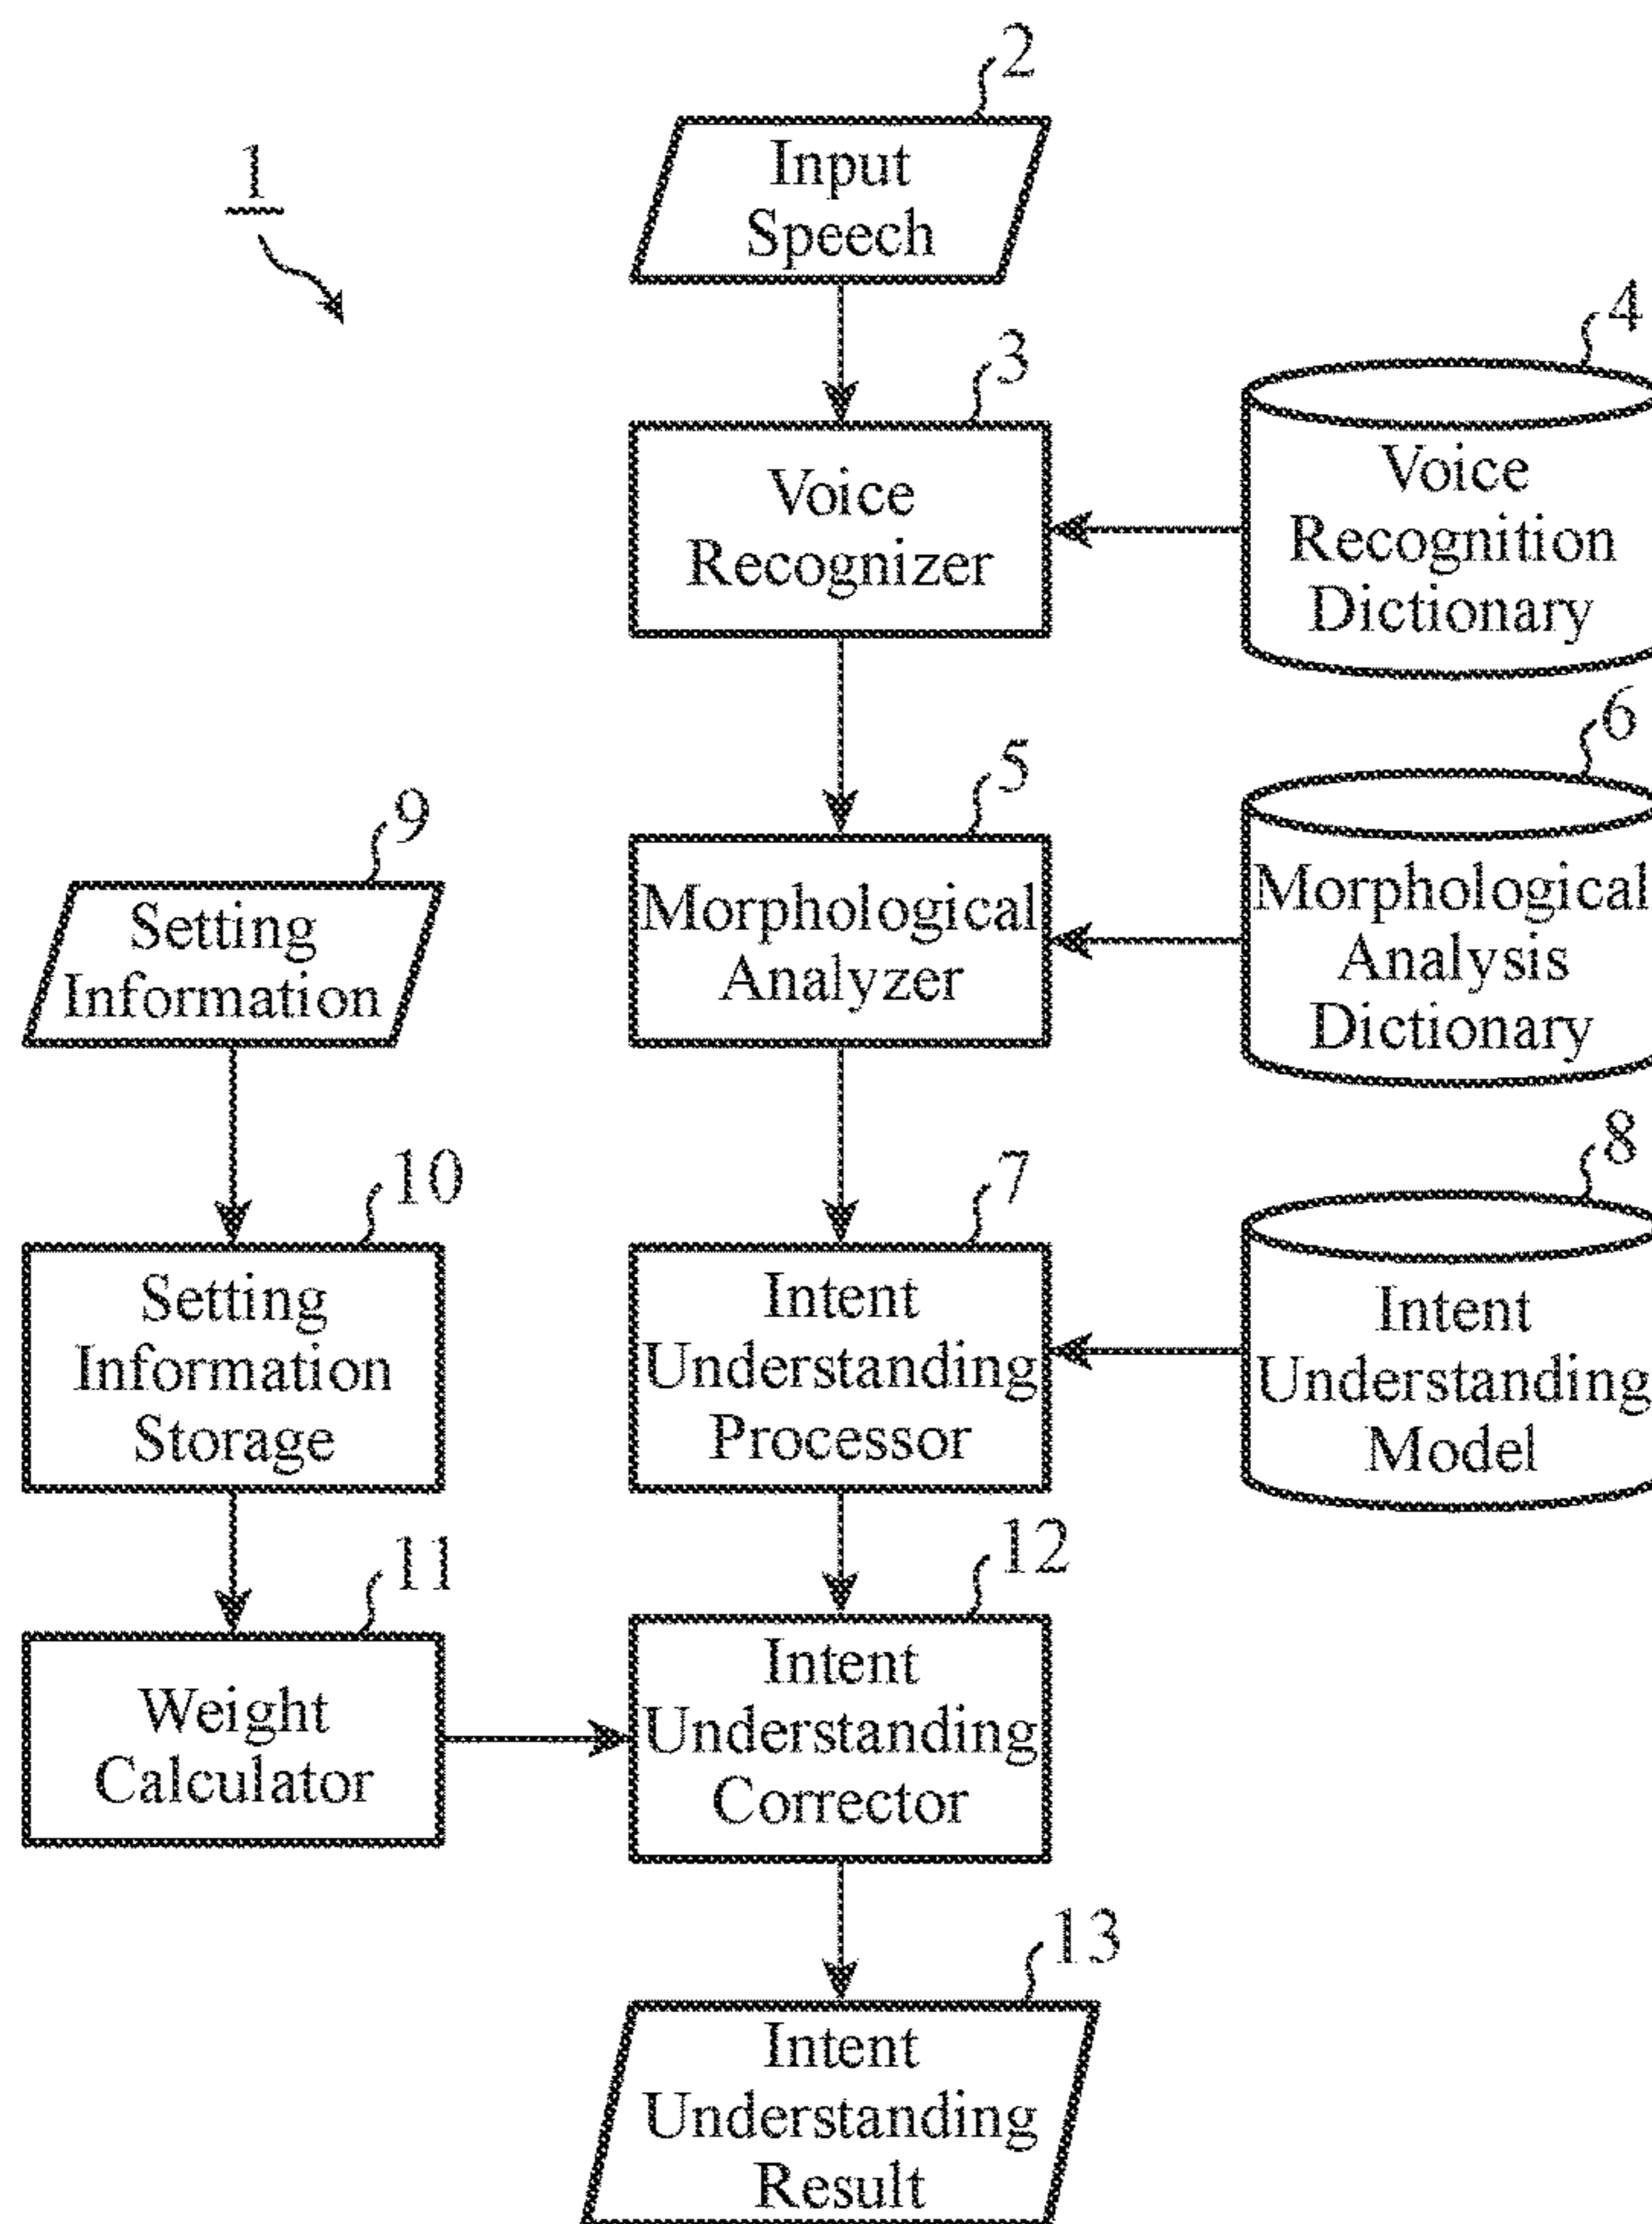 1
2
Input
Speech
3
Voice
Recognizer
4
Voice
Recognition
Dictionary
5
Morphological
Analyzer
6
Morphological
Analysis
Dictionary
9
Setting
Information
10
Setting
Information
Storage
7
Intent
Understanding
Processor
8
Intent
Understanding
Model
11
Weight
Calculator
12
Intent
Understanding
Corrector
13
Intent
Understanding
Result